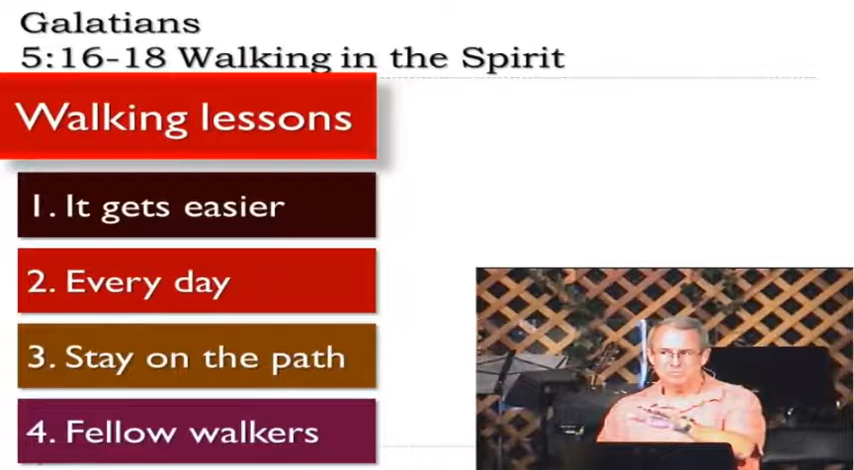 Galatians
5:16-18 Walking in the Spirit
Walking lessons
1. It gets easier
2. Every day
3. Stay on the path
4. Fellow walkers